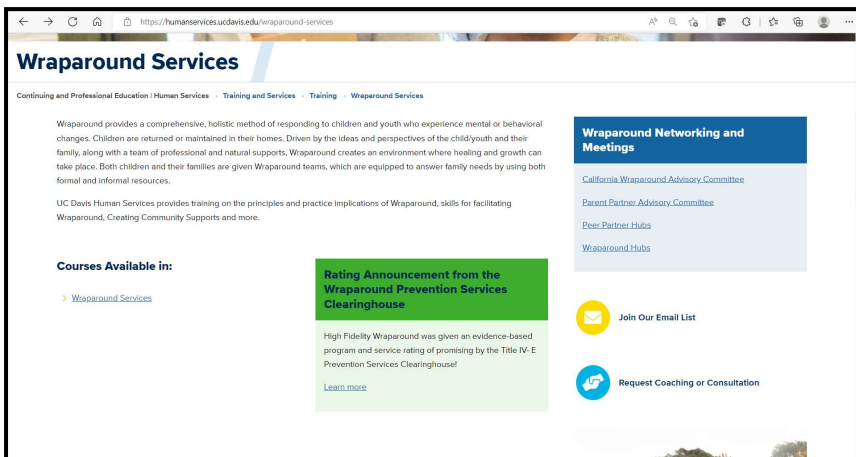 https://humanservices.ucdavis.edu/wraparound-services
Wraparound Services
Continuing and Professional Education | Human Services • Training and Services • Training • Wraparound Services
Wraparound provides a comprehensive, holistic method of responding to children and youth who experience mental or behavioral
changes. Children are returned or maintained in their homes. Driven by the ideas and perspectives of the child/youth and their
family, along with a team of professional and natural supports, Wraparound creates an environment where healing and growth can
take place. Both children and their families are given Wraparound teams, which are equipped to answer family needs by using both
formal and informal resources.
UC Davis Human Services provides training on the principles and practice implications of Wraparound, skills for facilitating
Wraparound, Creating Community Supports and more.
Courses Available in:
Wraparound Services
Rating Announcement from the
Wraparound Prevention Services
Clearinghouse
High Fidelity Wraparound was given an evidence-based
program and service rating of promising by the Title IV- E
Prevention Services Clearinghouse!
Learn more
Wraparound Networking and
Meetings
California Wraparound Advisory Committee
Parent Partner Advisory Committee
Peer Partner Hubs
Wraparound Hubs
Join Our Email List
Request Coaching or Consultation